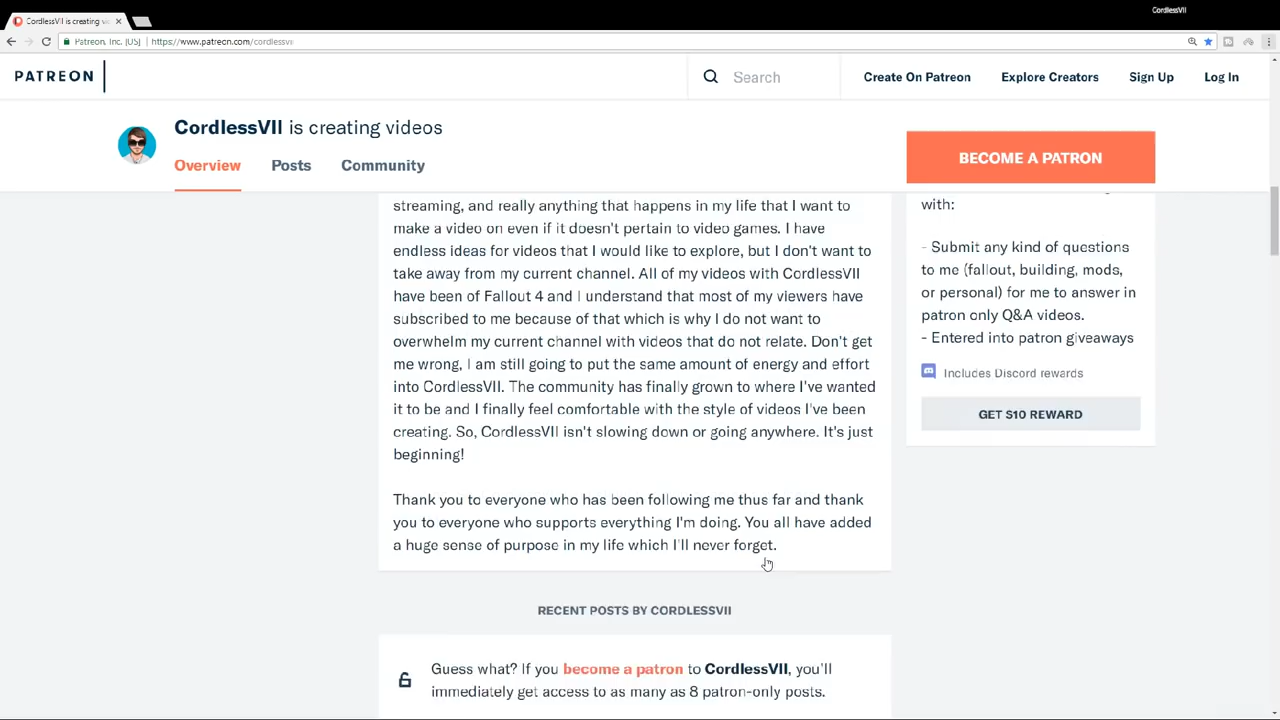 CordlessVII
CordlessVII is creating vi
Patreon, Inc. [US] | https://www.patreon.com/cordlessvii
PATREON
Search
Create On Patreon
Explore Creators
Sign Up
Log In
CordlessVII is creating videos
Overview
Posts
Community
BECOME A PATRON
streaming, and really anything that happens in my life that I want to
make a video on even if it doesn't pertain to video games. I have
endless ideas for videos that I would like to explore, but I don't want to
take away from my current channel. All of my videos with CordlessVII
have been of Fallout 4 and I understand that most of my viewers have
subscribed to me because of that which is why I do not want to
overwhelm my current channel with videos that do not relate. Don't get
me wrong, I am still going to put the same amount of energy and effort
into CordlessVII. The community has finally grown to where I've wanted
it to be and I finally feel comfortable with the style of videos I've been
creating. So, CordlessVII isn't slowing down or going anywhere. It's just
beginning!
Thank you to everyone who has been following me thus far and thank
you to everyone who supports everything I'm doing. You all have added
a huge sense of purpose in my life which I'll never forget.
with:
- Submit any kind of questions
to me (fallout, building, mods,
or personal) for me to answer in
patron only Q&A videos.
- Entered into patron giveaways
Includes Discord rewards
GET $10 REWARD
RECENT POSTS BY CORDLESSVII
Guess what? If you become a patron to CordlessVII, you'll
immediately get access to as many as 8 patron-only posts.